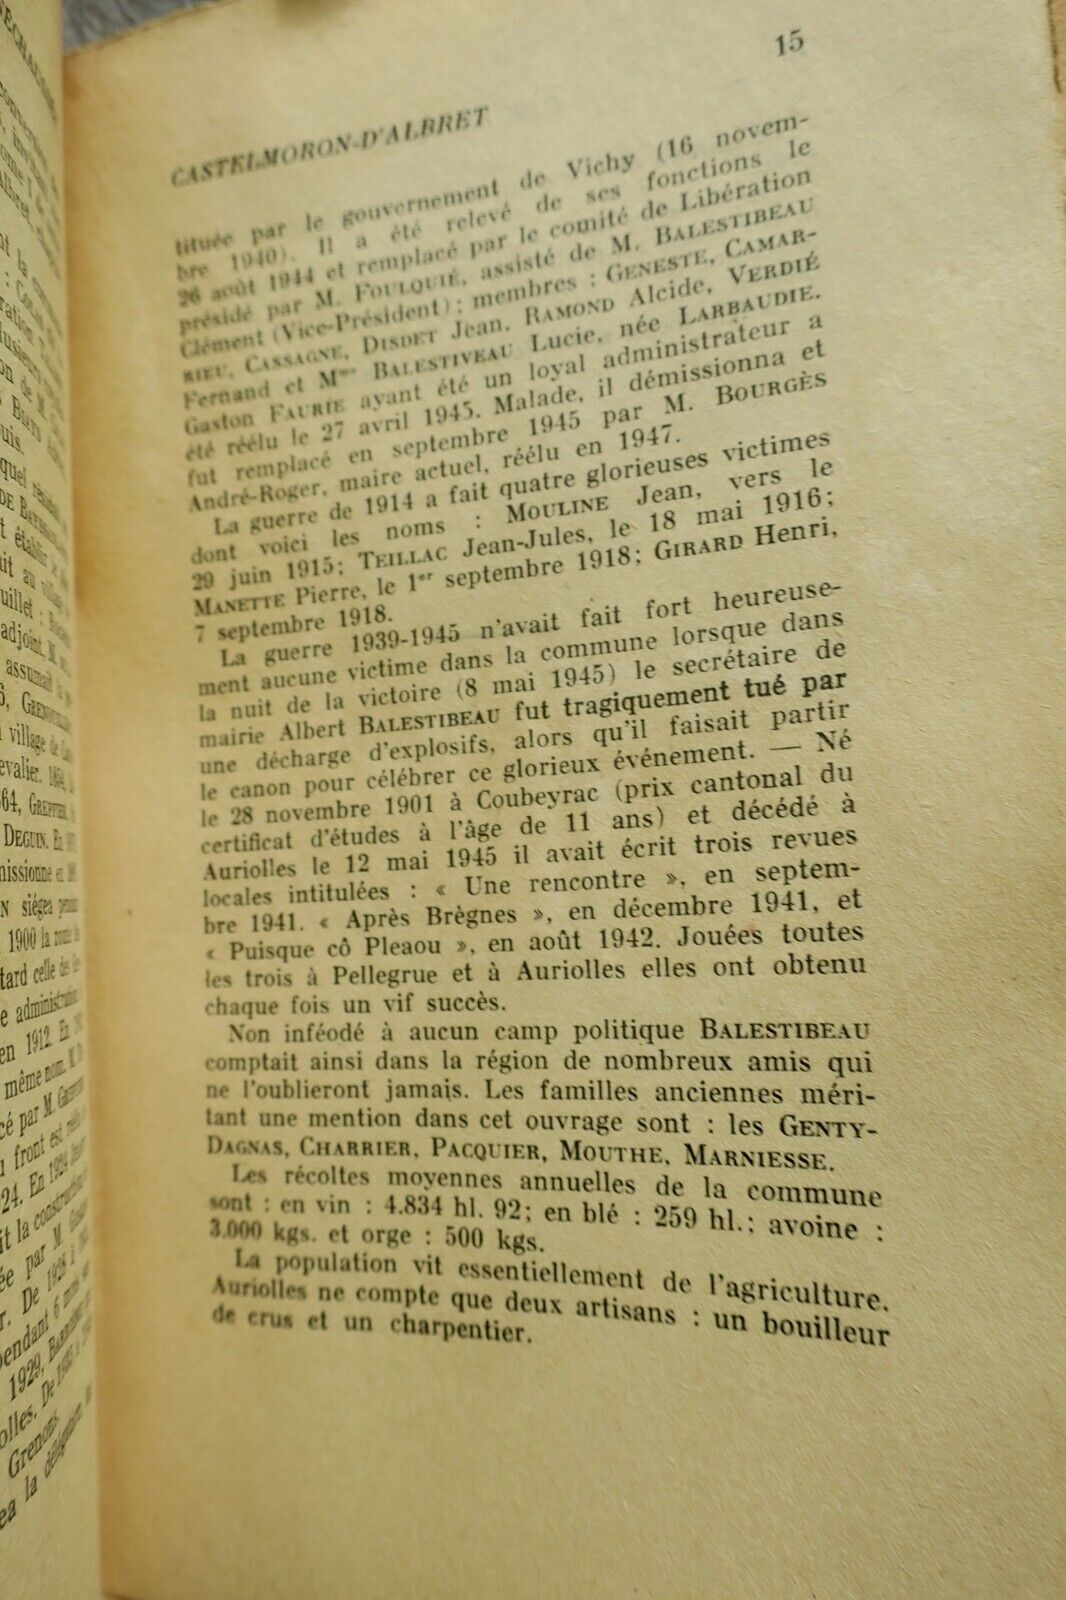 15
CASTELMORON-D'ALBRET
tituée par le gouvernement de Vichy (16 novem-
bre 1940). Il a été relevé de ses fonctions le
26 août 1944 et remplacé par le comité de Libération
présidé par M. FOULQUIÉ, assisté de M. BALESTIBEAU
Clément (Vice-Président); membres : GENESTE, CAMAR-
RIEU, CASSAGNE, DISDET Jean, RAMOND Alcide, VERDIÉ
Fernand et Mme BALESTIVEAU Lucie, née LARBAUDIE.
Gaston FAURIE ayant été un loyal administrateur a
été réélu le 27 avril 1945. Malade, il démissionna et
fut remplacé en septembre 1945 par M. BOURGÈS
André-Roger, maire actuel, réélu en 1947.
La guerre de 1914 a fait quatre glorieuses victimes
dont voici les noms : MOULINE Jean, vers le
29 juin 1915; TEILLAC Jean-Jules, le 18 mai 1916;
MANETTE Pierre, le 1er septembre 1918; GIRARD Henri,
7 septembre 1918.
La guerre 1939-1945 n'avait fait fort heureuse-
ment aucune victime dans la commune lorsque dans
la nuit de la victoire (8 mai 1945) le secrétaire de
mairie Albert BALESTIBEAU fut tragiquement tué par
une décharge d'explosifs, alors qu'il faisait partir
le canon pour célébrer ce glorieux événement. — Né
le 28 novembre 1901 à Coubeyrac (prix cantonal du
certificat d'études à l'âge de 11 ans) et décédé à
Auriolles le 12 mai 1945 il avait écrit trois revues
locales intitulées : « Une rencontre », en septem-
bre 1941. « Après Brègnes », en décembre 1941, et
« Puisque cô Pleaou », en août 1942. Jouées toutes
les trois à Pellegrue et à Auriolles elles ont obtenu
chaque fois un vif succès.
Non inféodé à aucun camp politique BALESTIBEAU
comptait ainsi dans la région de nombreux amis qui
ne l'oublieront jamais. Les familles anciennes méri-
tant une mention dans cet ouvrage sont : les GENTY-
DAGNAS, CHARRIER, PACQUIER, MOUTHE, MARNIESSE.
Les récoltes moyennes annuelles de la commune
sont : en vin : 4.834 hl. 92; en blé : 259 hl.; avoine :
3.000 kgs. et orge : 500 kgs.
La population vit essentiellement de l'agriculture.
Auriolles ne compte que deux artisans : un bouilleur
de crus et un charpentier.